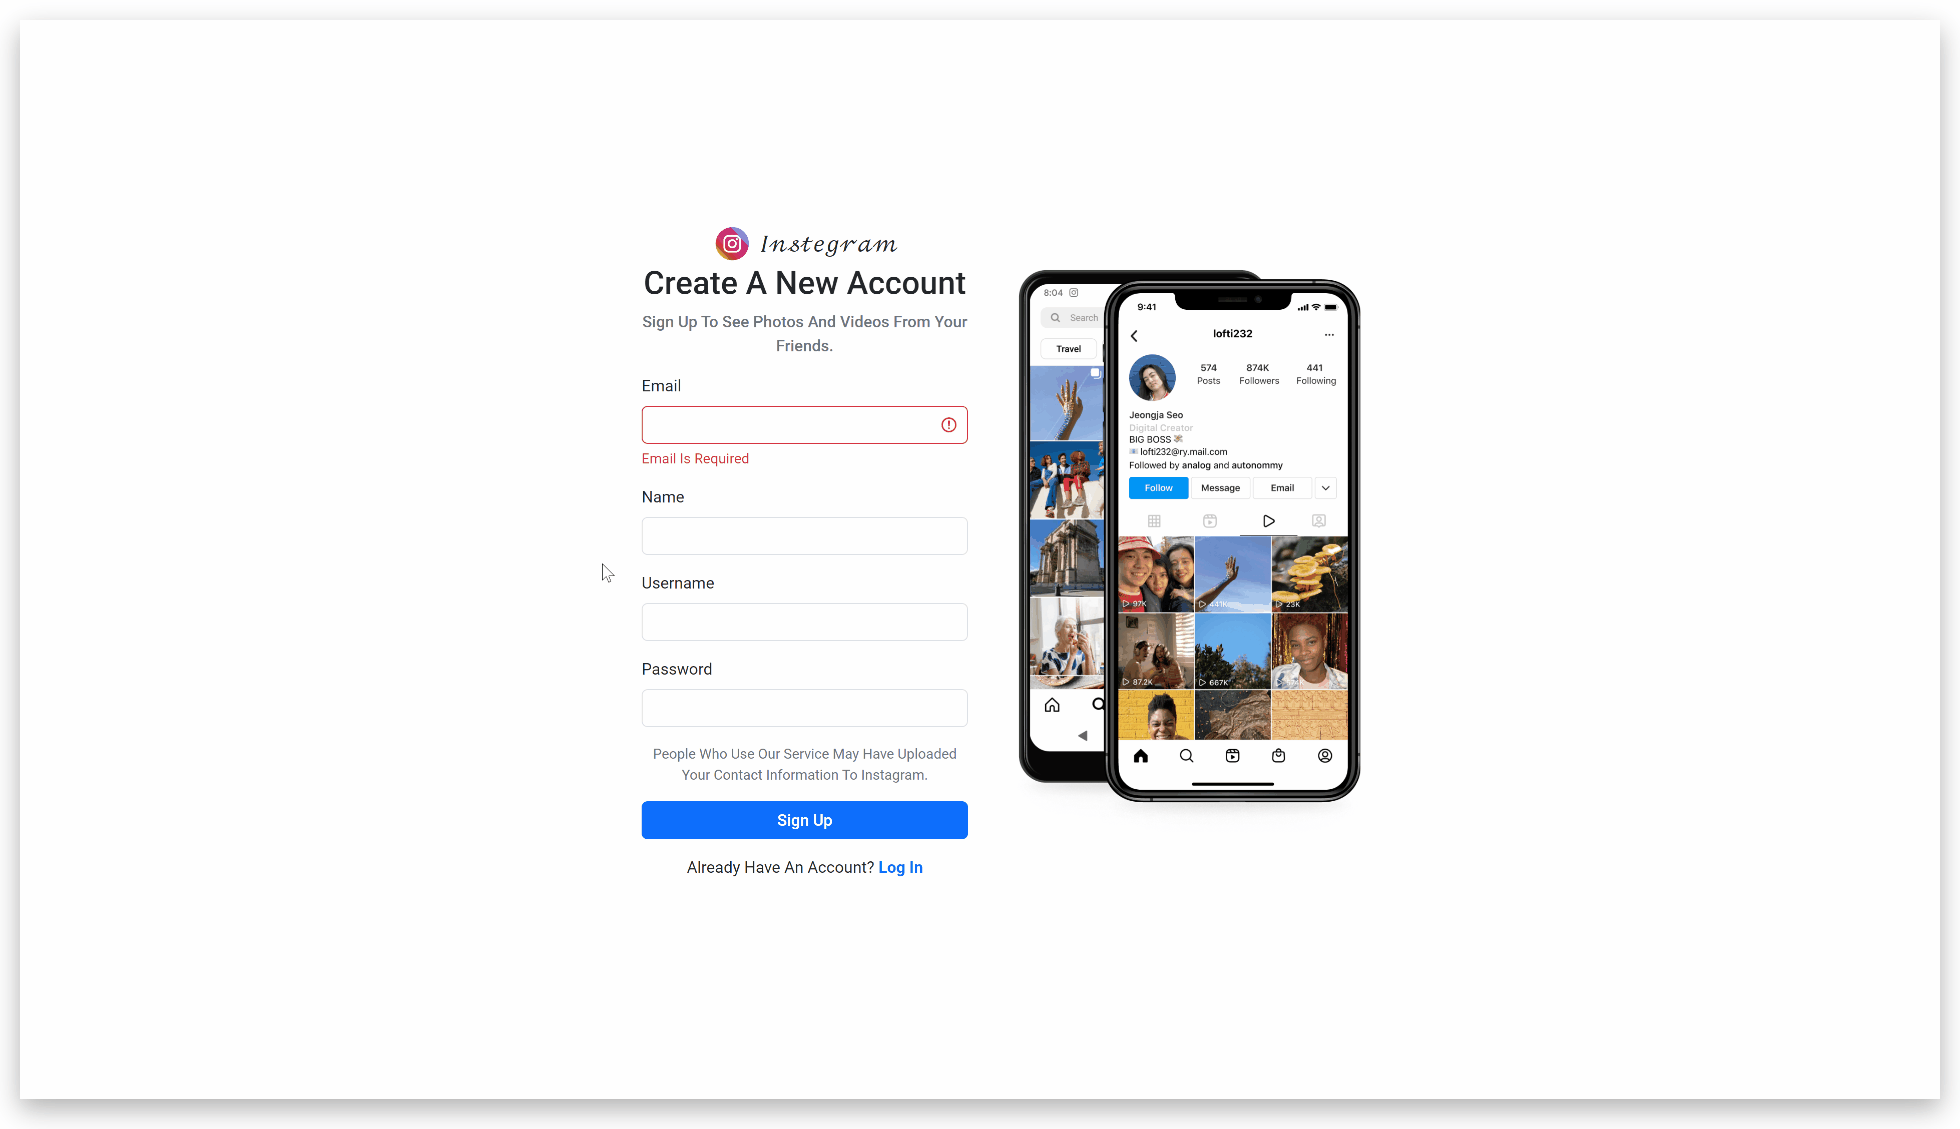 Instegram
Create A New Account
Sign Up To See Photos And Videos From Your
Friends.
Email
Email Is Required
Name
Username
Password
People Who Use Our Service May Have Uploaded
Your Contact Information To Instagram.
Sign Up
Already Have An Account? Log In
8:04
Search
Travel
9:41
lofti232
574 874K 441
Posts Followers Following
Jeongja Seo
Digital Creator
BIG BOSS
lofti232@ry.mail.com
Followed by analog and autonommy
Follow Message Email
97K 441K 23K
87.2K 667K